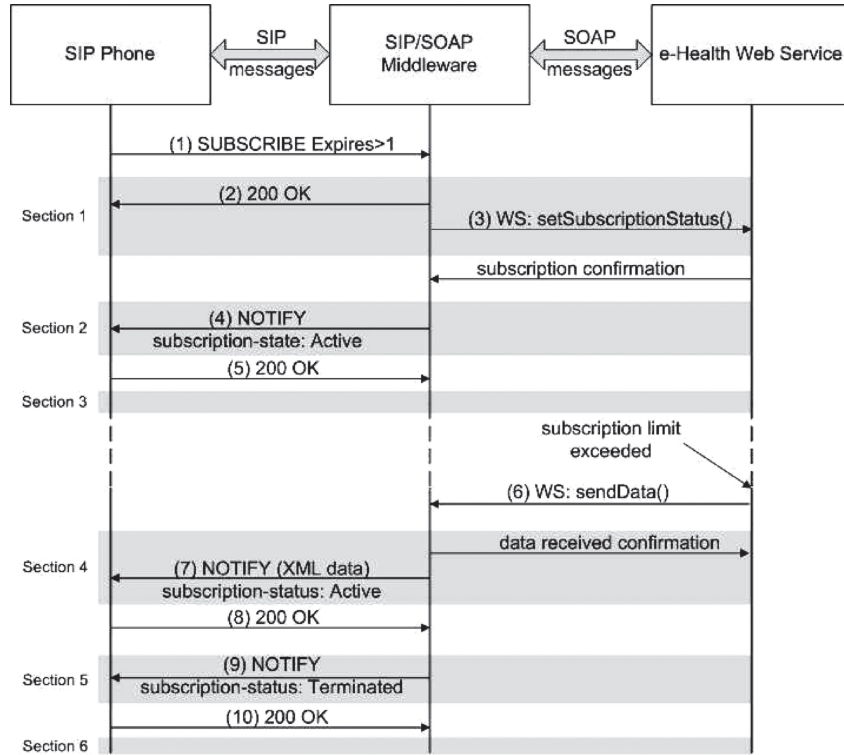 SIP Phone
SIP
messages
SIP/SOAP
Middleware
SOAP
messages
e-Health Web Service
(1) SUBSCRIBE Expires>1
Section 1
(2) 200 OK
(3) WS: setSubscriptionStatus()
subscription confirmation
Section 2
(4) NOTIFY
subscription-state: Active
(5) 200 OK
Section 3
subscription limit
exceeded
(6) WS: sendData()
Section 4
data received confirmation
(7) NOTIFY (XML data)
subscription-status: Active
(8) 200 OK
Section 5
(9) NOTIFY
subscription-status: Terminated
(10) 200 OK
Section 6